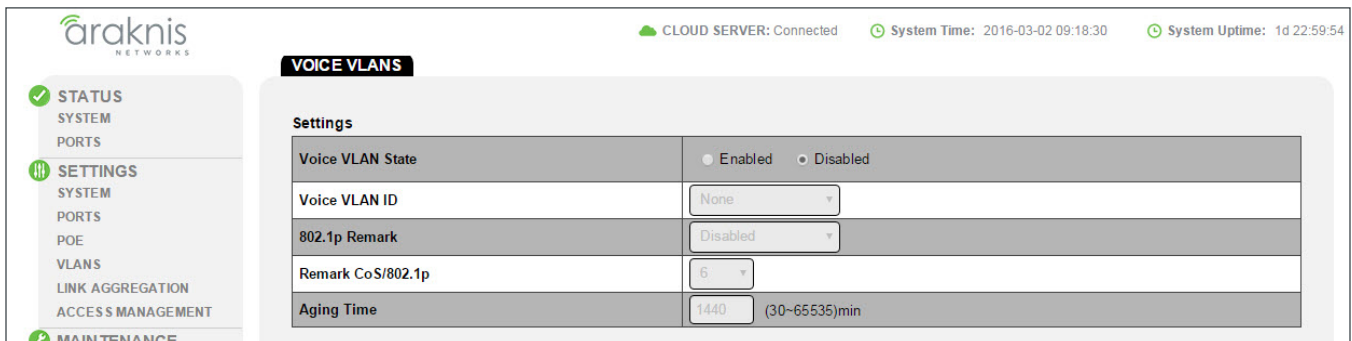 araknis
NETWORKS
CLOUD SERVER: Connected System Time: 2016-03-02 09:18:30 System Uptime: 1d 22:59:54
VOICE VLANS
STATUS
SYSTEM
PORTS
SETTINGS
SYSTEM
PORTS
POE
VLANS
LINK AGGREGATION
ACCESS MANAGEMENT
MAINTENANCE
Settings
Voice VLAN State Enabled Disabled
Voice VLAN ID None
802.1p Remark Disabled
Remark CoS/802.1p 6
Aging Time 1440 (30~65535)min